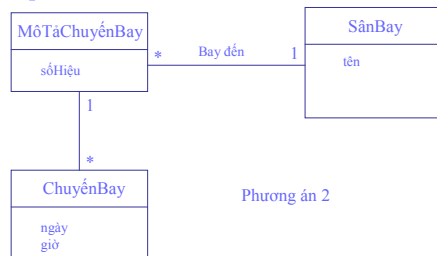 MôTảChuyếnBay
sốHiệu
*
Bay đến
1
SânBay
tên
1
*
ChuyếnBay
ngày
giờ
Phương án 2